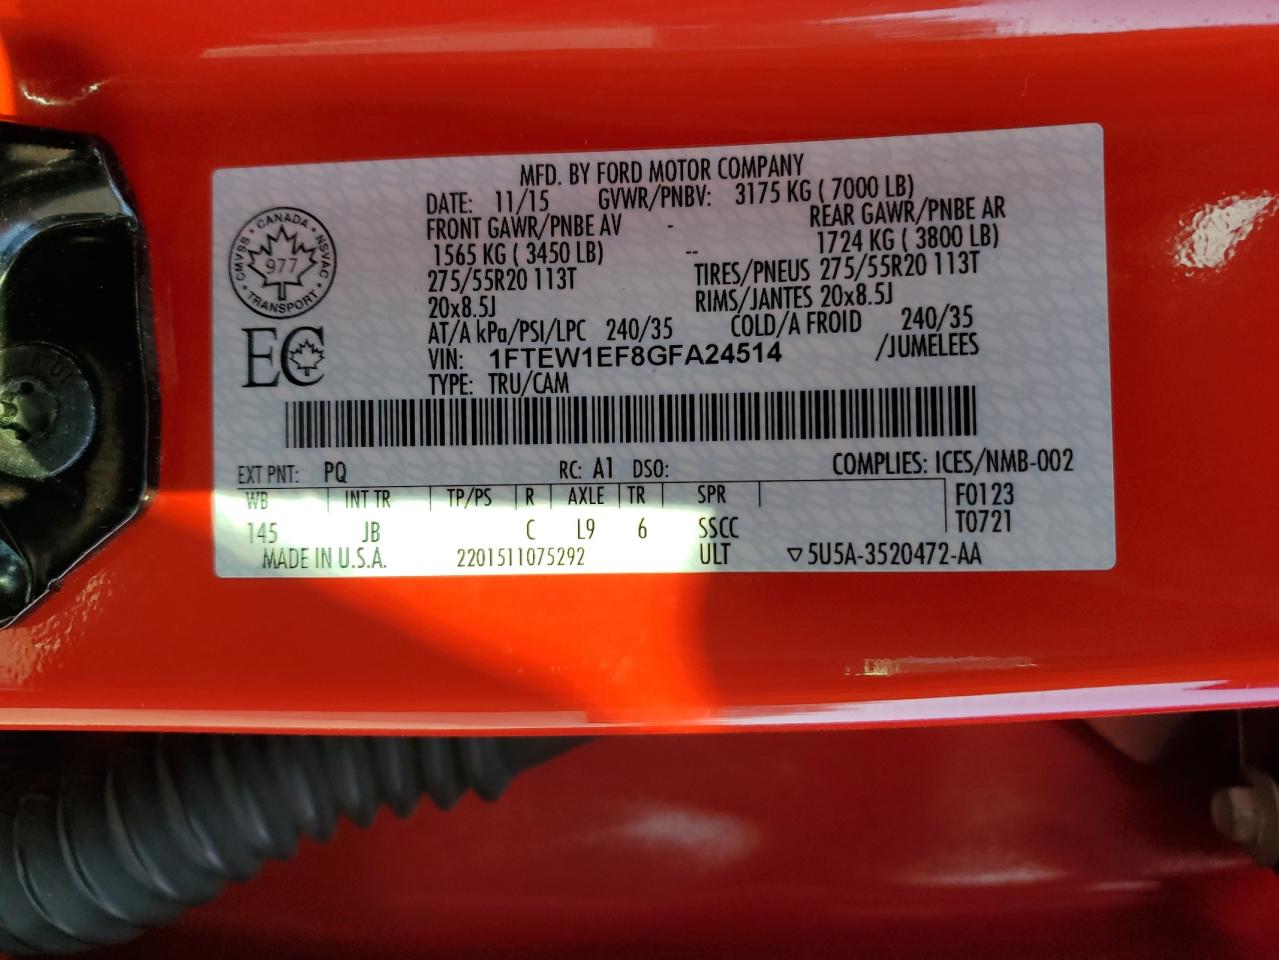 MFD. BY FORD MOTOR COMPANY
DATE: 11/15 GVWR/PNBV: 3175 KG ( 7000 LB)
FRONT GAWR/PNBE AV - REAR GAWR/PNBE AR
1565 KG ( 3450 LB) -- 1724 KG ( 3800 LB)
275/55R20 113T TIRES/PNEUS 275/55R20 113T
20x8.5J RIMS/JANTES 20x8.5J
AT/A kPa/PSI/LPC 240/35 COLD/A FROID 240/35
VIN: 1FTEW1EF8GFA24514 /JUMELEES
TYPE: TRU/CAM
CMVSS • CANADA • NSVAC
977
TRANSPORT
EC
EXT PNT: PQ RC: A1 DSO: COMPLIES: ICES/NMB-002
WB INT TR TP/PS R AXLE TR SPR F0123
145 JB C L9 6 SSCC T0721
MADE IN U.S.A. 2201511075292 ULT ▽5U5A-3520472-AA